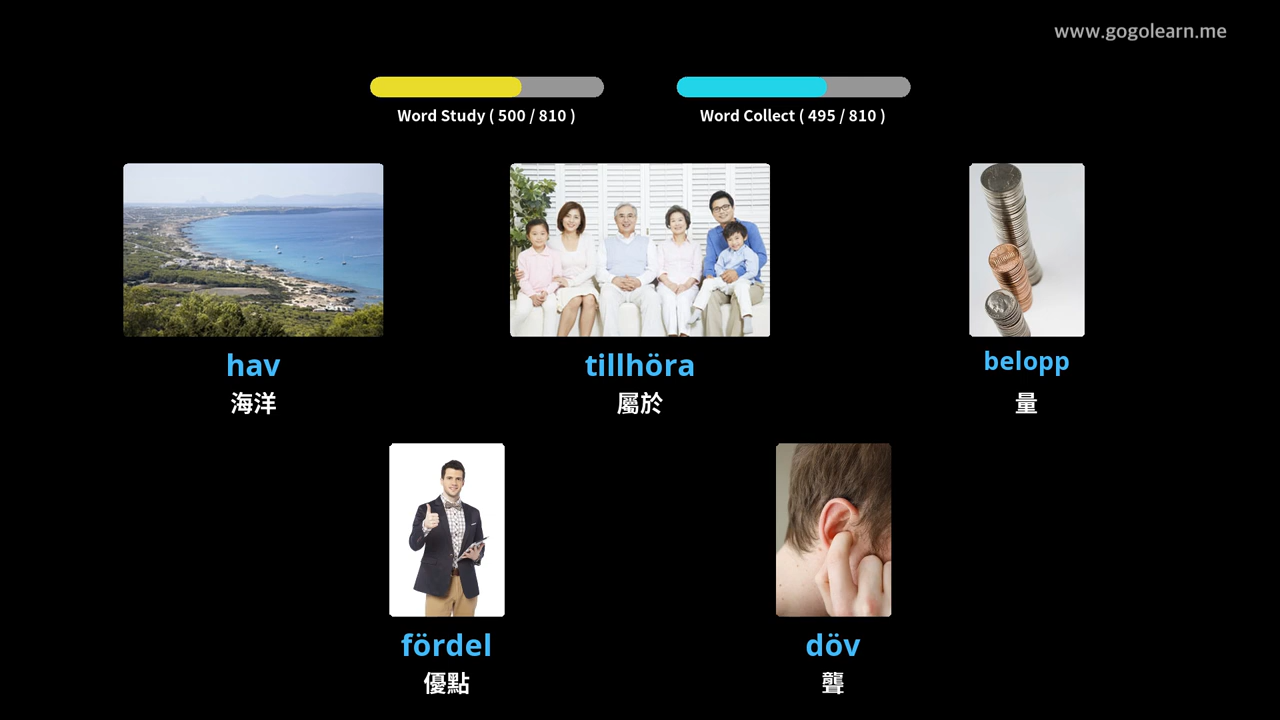 www.gogolearn.me
Word Study ( 500 / 810 )
Word Collect ( 495 / 810 )
hav
海洋
tillhöra
屬於
belopp
量
fördel
優點
döv
聾